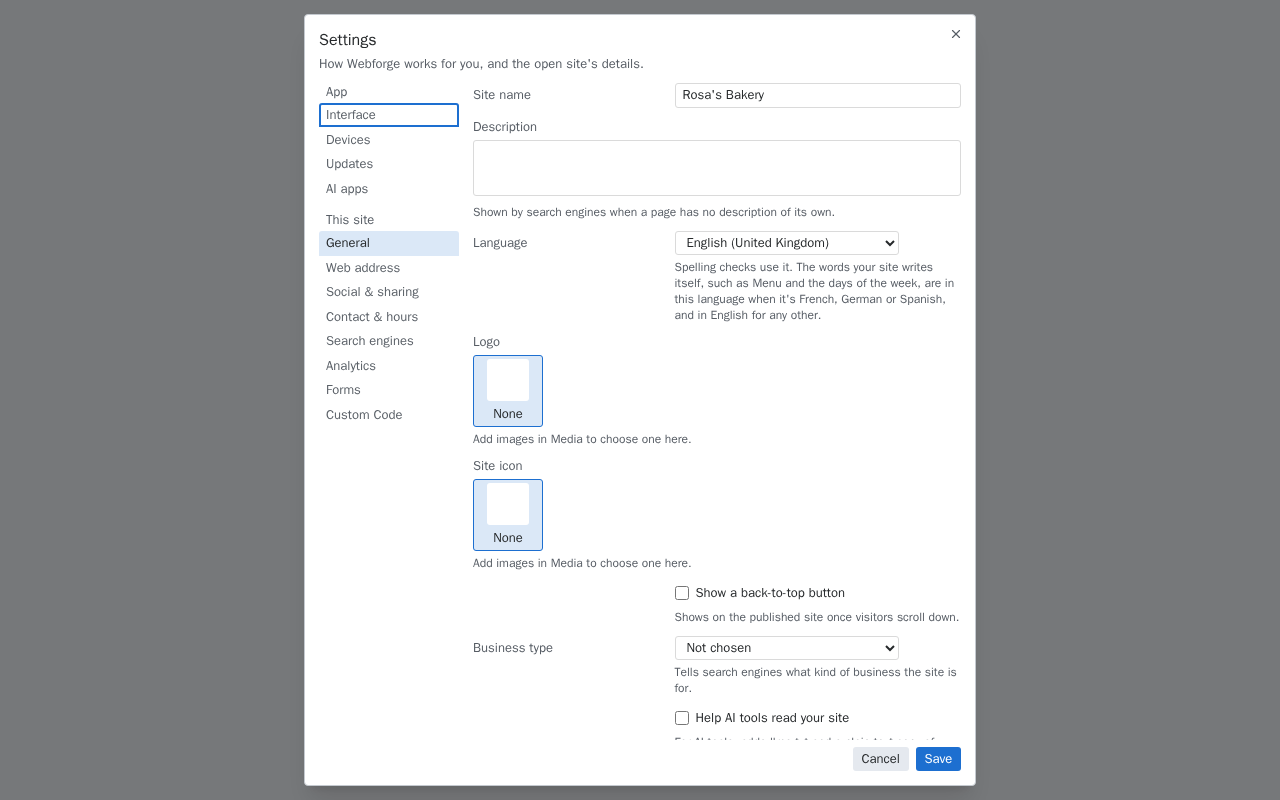 Settings
How Webforge works for you, and the open site's details.
App
Interface
Devices
Updates
AI apps
This site
General
Web address
Social & sharing
Contact & hours
Search engines
Analytics
Forms
Custom Code
Site name
Rosa's Bakery
Description
Shown by search engines when a page has no description of its own.
Language
English (United Kingdom)
Spelling checks use it. The words your site writes
itself, such as Menu and the days of the week, are in
this language when it's French, German or Spanish,
and in English for any other.
Logo
None
Add images in Media to choose one here.
Site icon
None
Add images in Media to choose one here.
Show a back-to-top button
Shows on the published site once visitors scroll down.
Business type
Not chosen
Tells search engines what kind of business the site is
for.
Help AI tools read your site
Cancel
Save